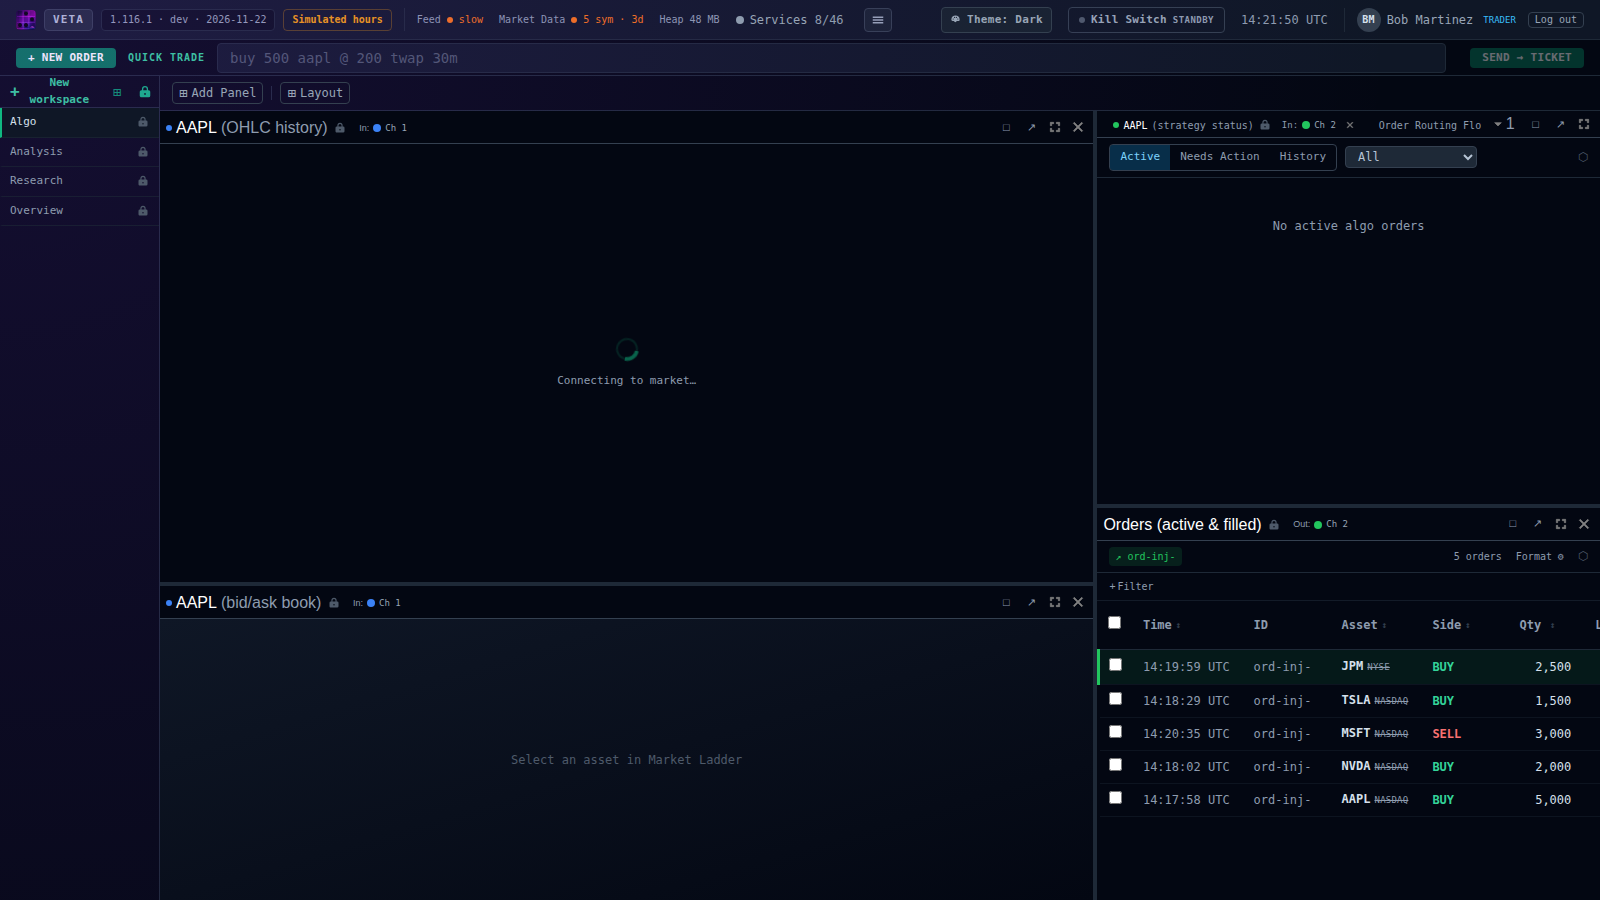 VETA 1.116.1 · dev · 2026-11-22 Simulated hours Feed slow Market Data 5 sym · 3d Heap 48 MB Services 8/46 Theme: Dark Kill Switch STANDBY 14:21:50 UTC BM Bob Martinez TRADER Log out
+ NEW ORDER QUICK TRADE buy 500 aapl @ 200 twap 30m SEND → TICKET
+ New workspace
Algo
Analysis
Research
Overview
Add Panel Layout
AAPL (OHLC history) In: Ch 1
Connecting to market…
AAPL (bid/ask book) In: Ch 1
Select an asset in Market Ladder
AAPL (strategy status) In: Ch 2 × Order Routing Flo 1
Active Needs Action History All
No active algo orders
Orders (active & filled) Out: Ch 2
↗ ord-inj- 5 orders Format
+ Filter
Time ID Asset Side Qty L
14:19:59 UTC ord-inj- JPM NYSE BUY 2,500
14:18:29 UTC ord-inj- TSLA NASDAQ BUY 1,500
14:20:35 UTC ord-inj- MSFT NASDAQ SELL 3,000
14:18:02 UTC ord-inj- NVDA NASDAQ BUY 2,000
14:17:58 UTC ord-inj- AAPL NASDAQ BUY 5,000